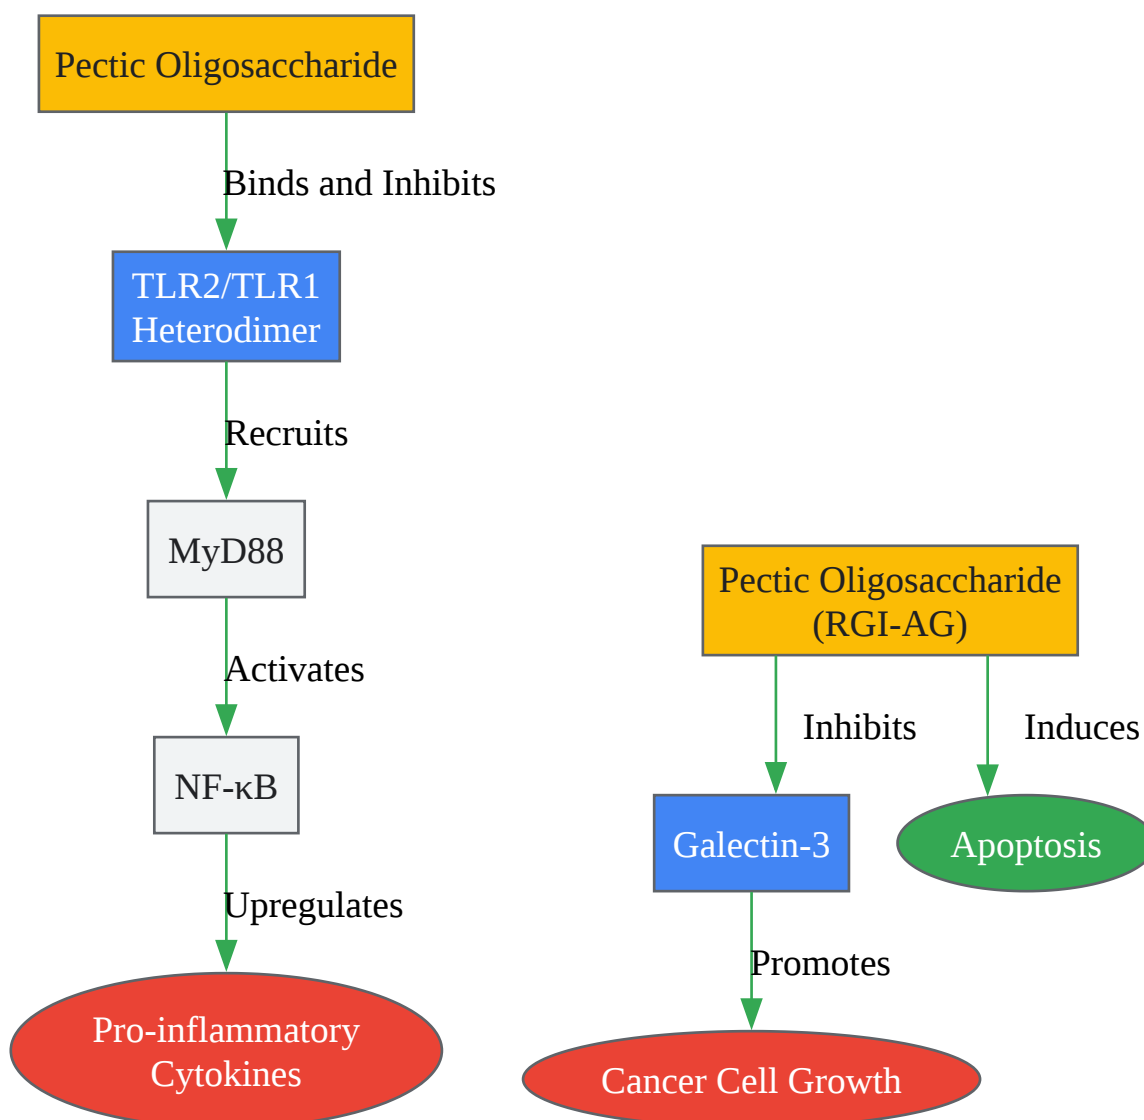 Pectic Oligosaccharide
Binds and Inhibits
TLR2/TLR1
Heterodimer
Recruits
MyD88
Activates
NF-κB
Upregulates
Pro-inflammatory
Cytokines
Pectic Oligosaccharide
(RGI-AG)
Inhibits
Induces
Galectin-3
Apoptosis
Promotes
Cancer Cell Growth